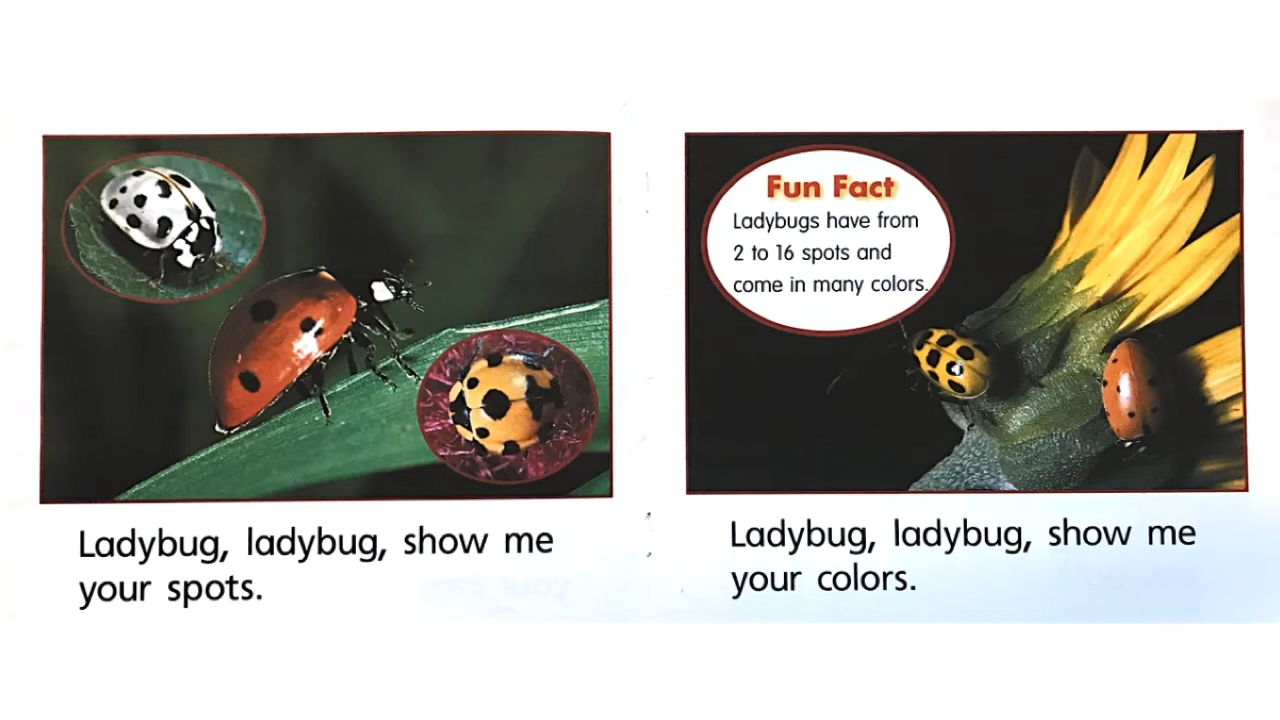 Ladybug, ladybug, show me
your spots.
Fun Fact
Ladybugs have from
2 to 16 spots and
come in many colors.
Ladybug, ladybug, show me
your colors.